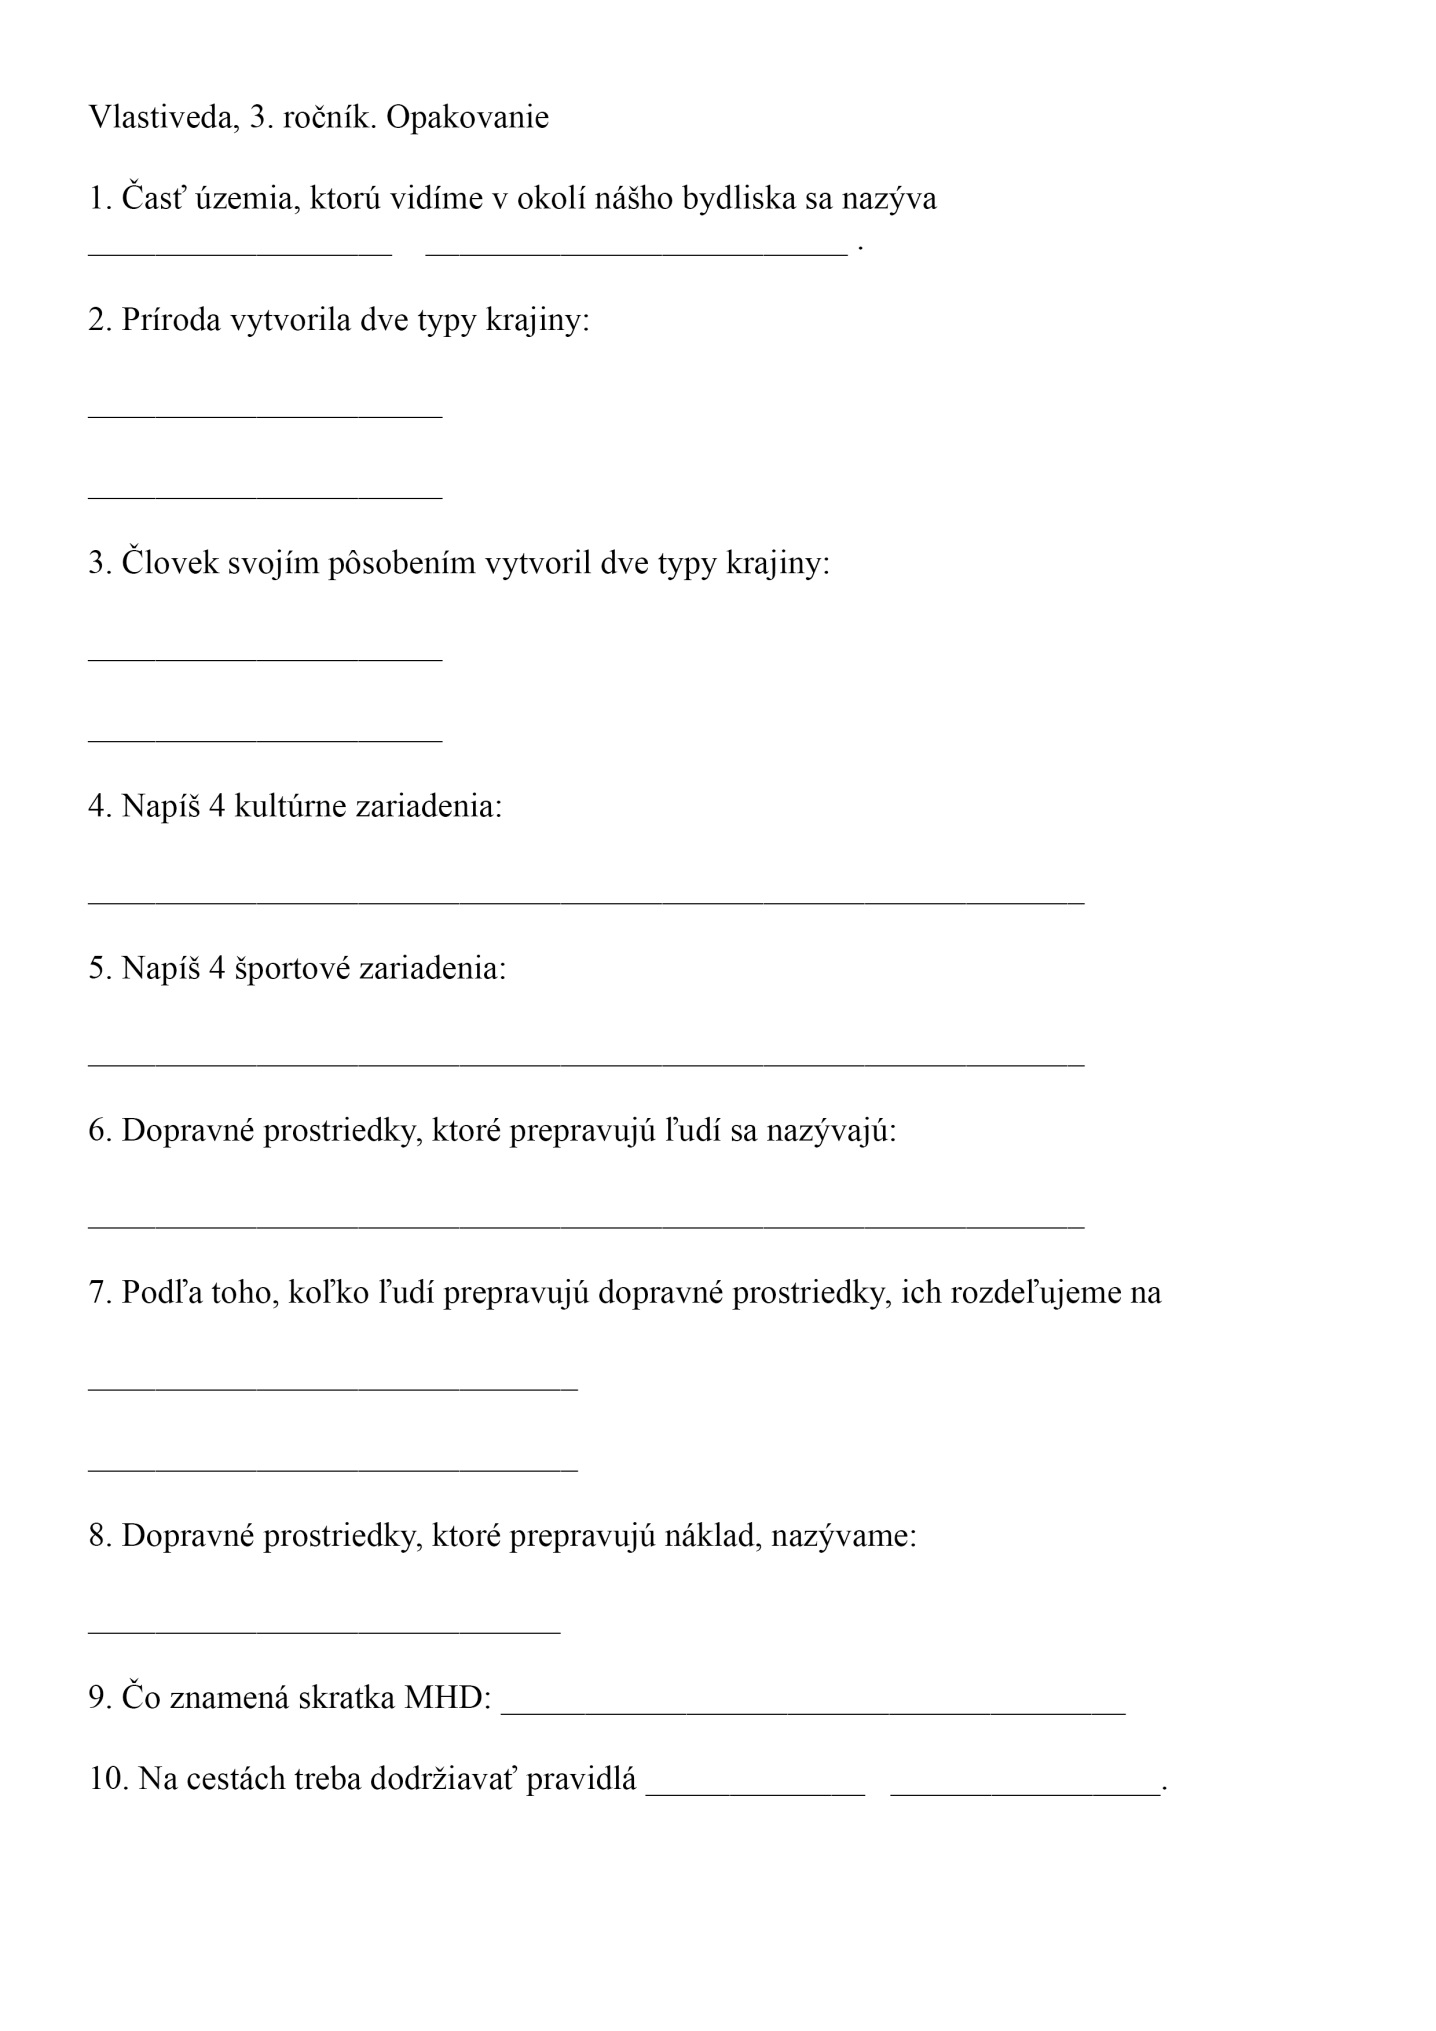 Vlastiveda, 3. ročník. Opakovanie
1. Časť územia, ktorú vidíme v okolí nášho bydliska sa nazýva
__________________ _________________________ .
2. Príroda vytvorila dve typy krajiny:
_____________________
_____________________
3. Človek svojím pôsobením vytvoril dve typy krajiny:
_____________________
_____________________
4. Napíš 4 kultúrne zariadenia:
___________________________________________________________
5. Napíš 4 športové zariadenia:
___________________________________________________________
6. Dopravné prostriedky, ktoré prepravujú ľudí sa nazývajú:
___________________________________________________________
7. Podľa toho, koľko ľudí prepravujú dopravné prostriedky, ich rozdeľujeme na
_____________________________
_____________________________
8. Dopravné prostriedky, ktoré prepravujú náklad, nazývame:
____________________________
9. Čo znamená skratka MHD: _____________________________________
10. Na cestách treba dodržiavať pravidlá _____________ ________________.